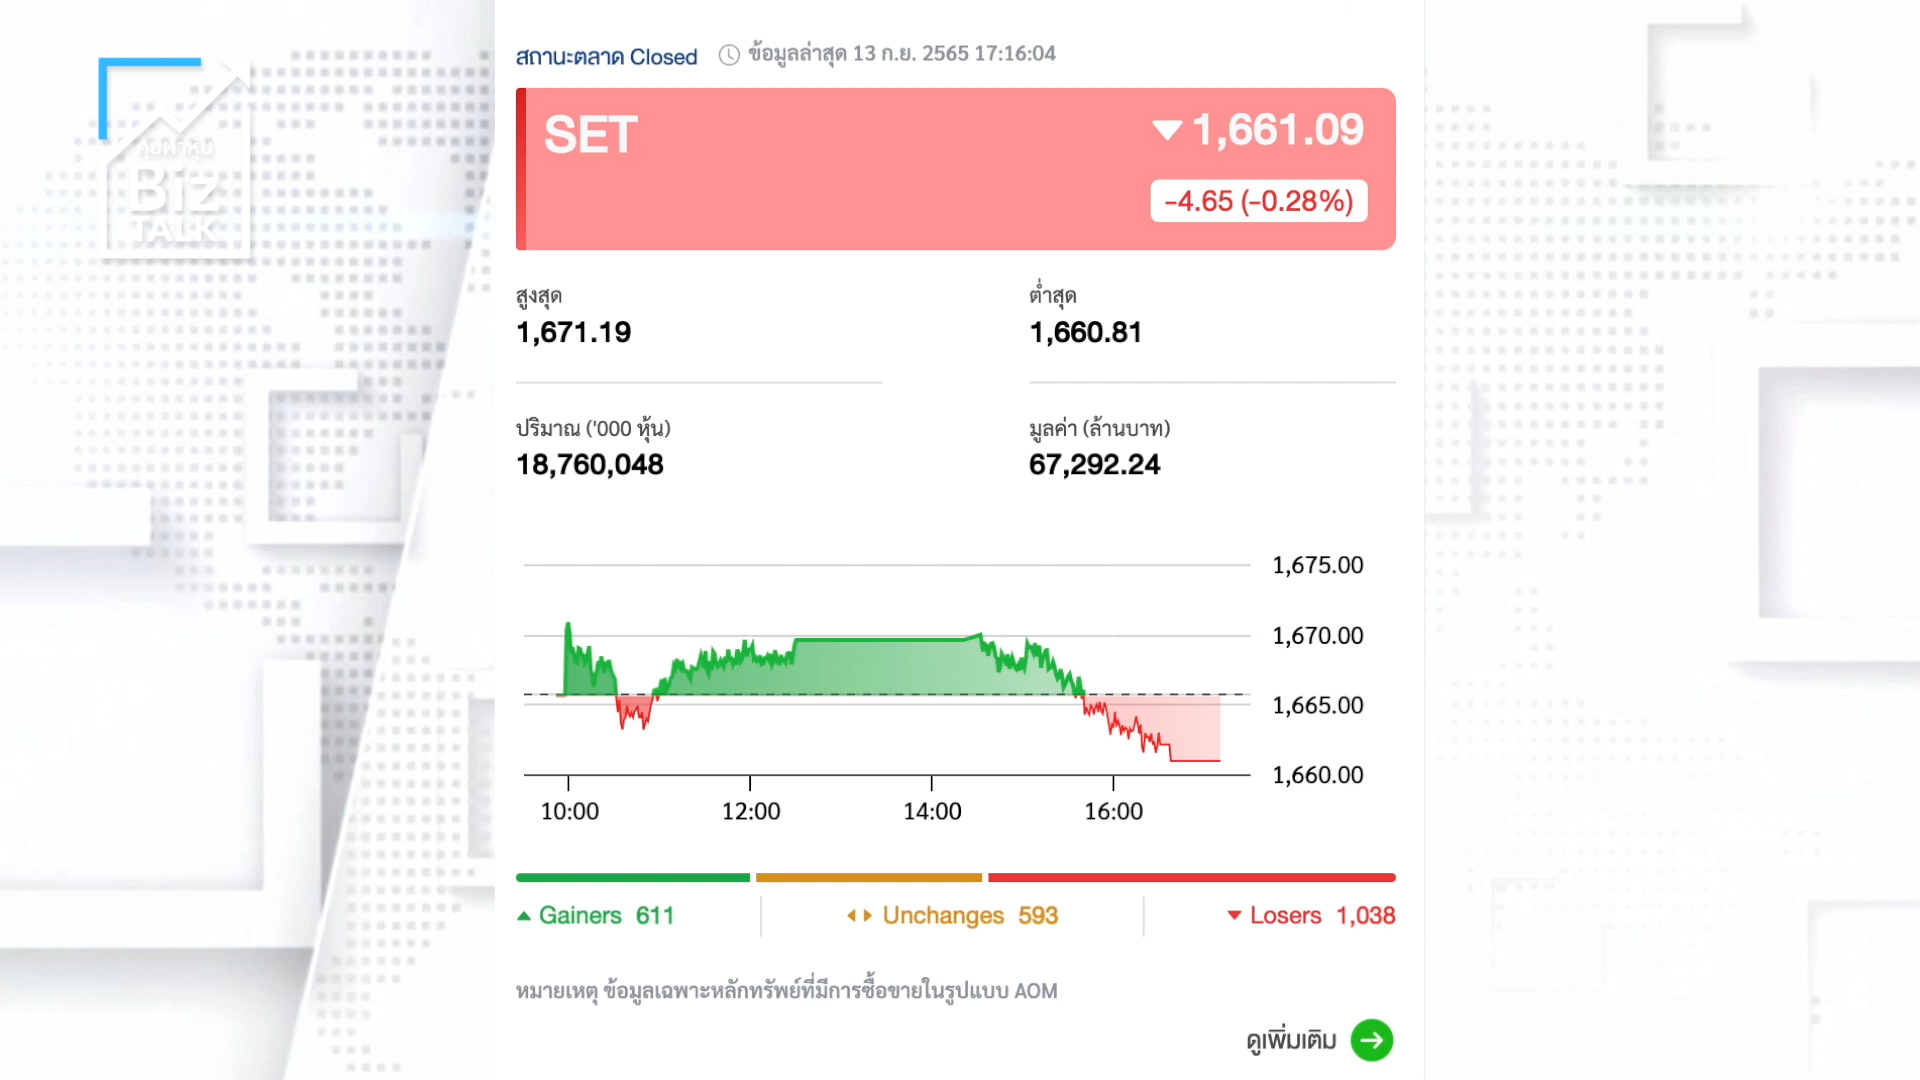 สถานะตลาด Closed ข้อมูลล่าสุด 13 ก.ย. 2565 17:16:04
คุยผ่าหุ้น
Biz
TALK
SET
1,661.09
-4.65 (-0.28%)
สูงสุด ต่ำสุด
1,671.19 1,660.81
ปริมาณ ('000 หุ้น) มูลค่า (ล้านบาท)
18,760,048 67,292.24
1,675.00
1,670.00
1,665.00
1,660.00
10:00 12:00 14:00 16:00
Gainers 611 Unchanges 593 Losers 1,038
หมายเหตุ ข้อมูลเฉพาะหลักทรัพย์ที่มีการซื้อขายในรูปแบบ AOM
ดูเพิ่มเติม